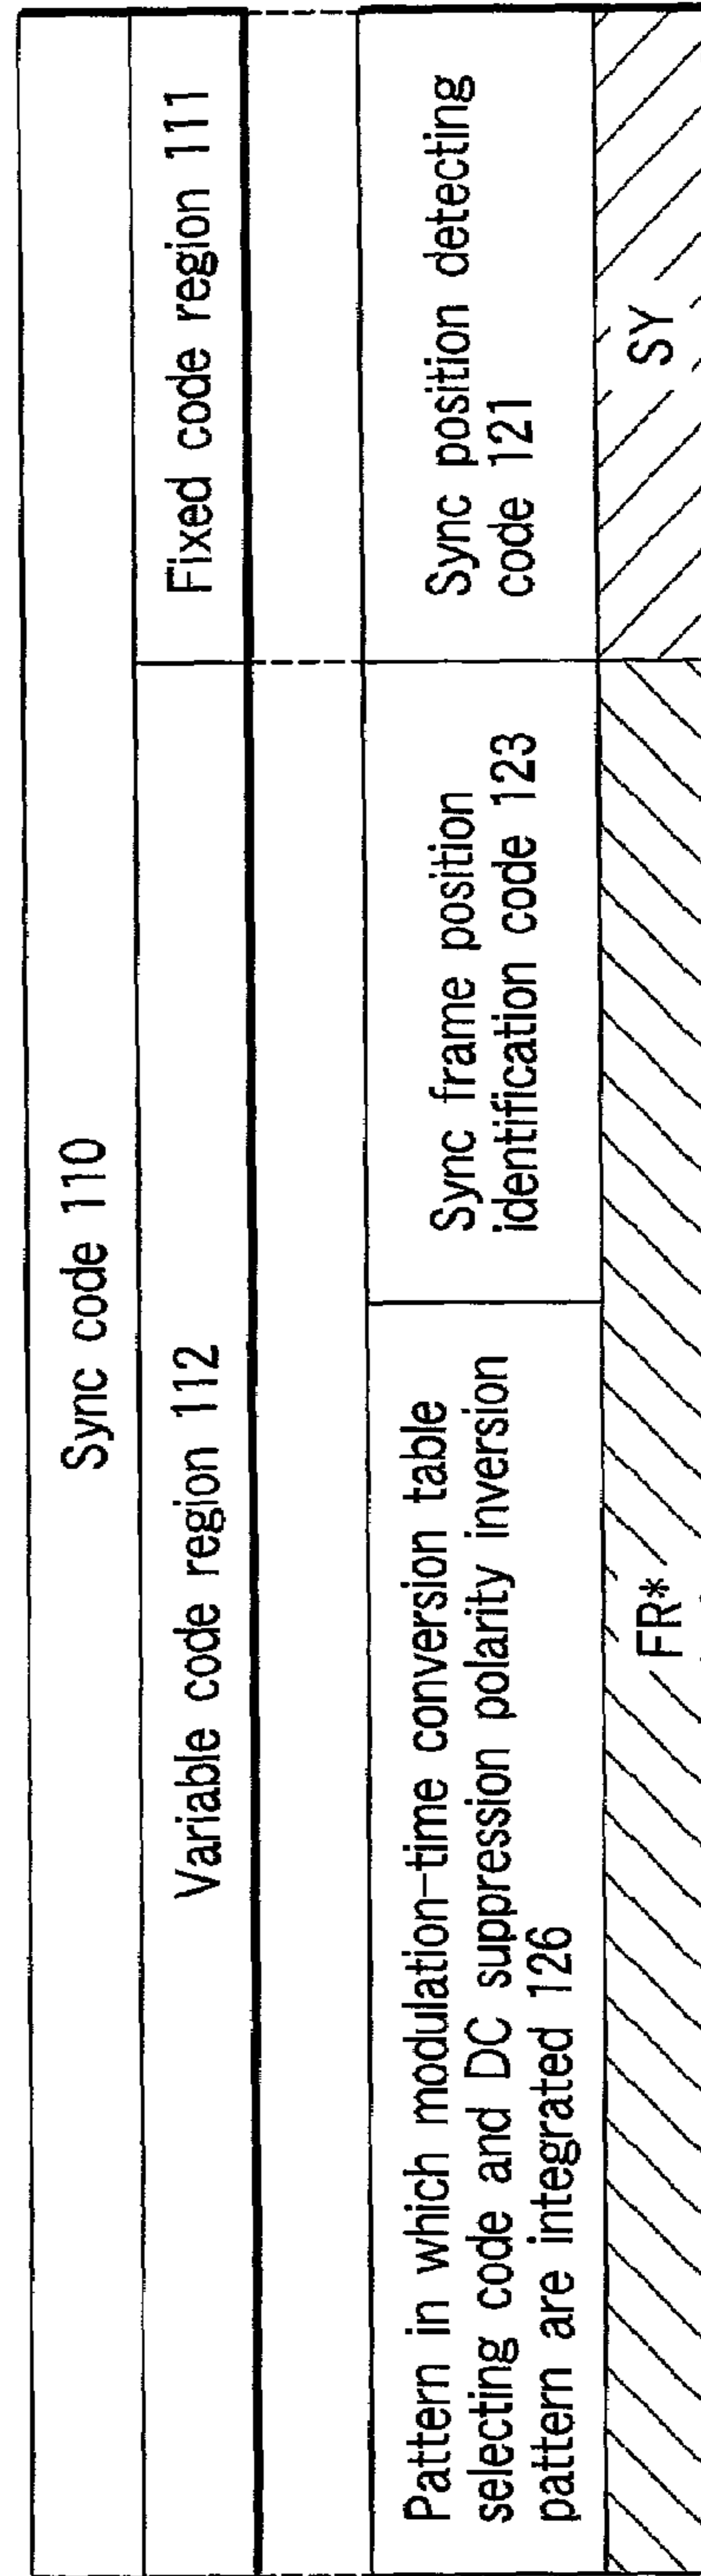 Sync code 110
Variable code region 112
Fixed code region 111
Pattern in which modulation-time conversion table
selecting code and DC suppression polarity inversion
pattern are integrated 126
Sync frame position
identification code 123
Sync position detecting
code 121
FR*
SY